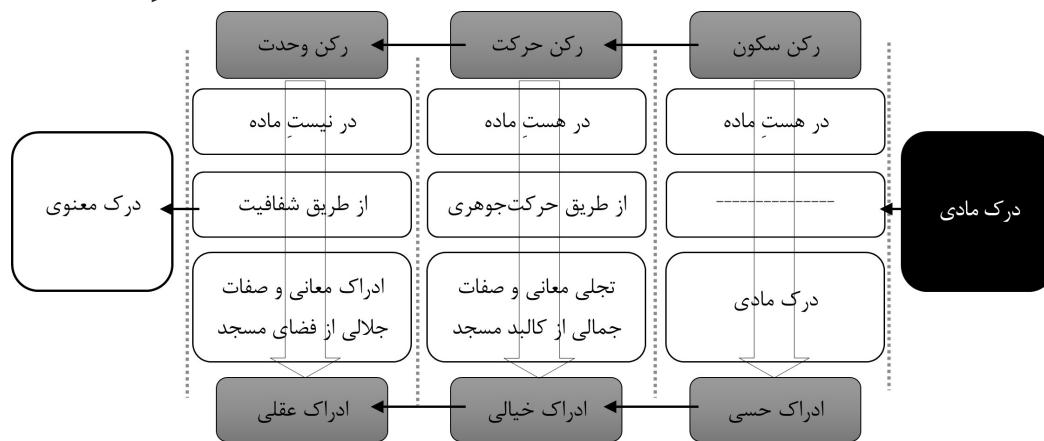 رکن سکون
رکن حرکت
رکن وحدت
در هستِ ماده
در هستِ ماده
در نیستِ ماده
درک مادی
---------------
از طریق حرکت‌جوهری
از طریق شفافیت
درک معنوی
درک مادی
تجلی معانی و صفات
جمالی از کالبد مسجد
ادراک معانی و صفات
جلالی از فضای مسجد
ادراک حسی
ادراک خیالی
ادراک عقلی